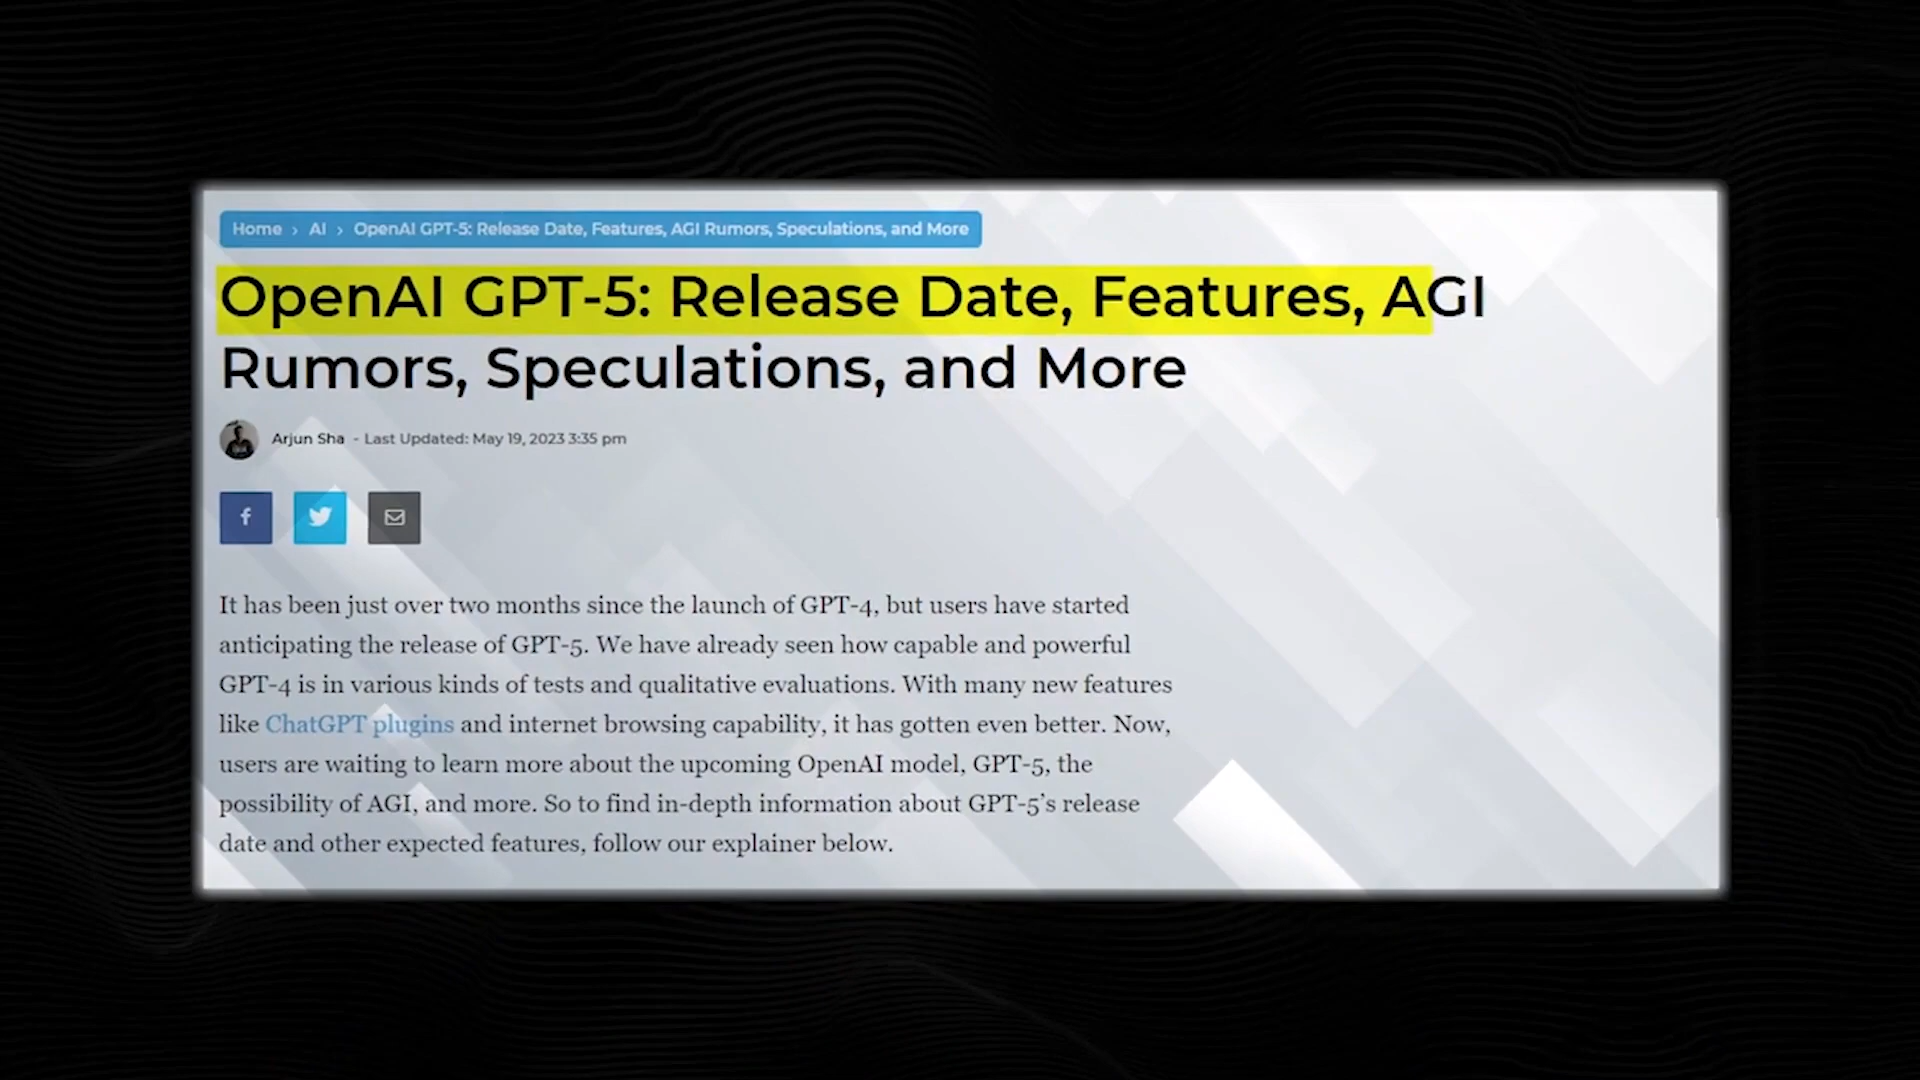 Home › AI › OpenAI GPT-5: Release Date, Features, AGI Rumors, Speculations, and More
OpenAI GPT-5: Release Date, Features, AGI
Rumors, Speculations, and More
Arjun Sha - Last Updated: May 19, 2023 3:35 pm
f
It has been just over two months since the launch of GPT-4, but users have started
anticipating the release of GPT-5. We have already seen how capable and powerful
GPT-4 is in various kinds of tests and qualitative evaluations. With many new features
like ChatGPT plugins and internet browsing capability, it has gotten even better. Now,
users are waiting to learn more about the upcoming OpenAI model, GPT-5, the
possibility of AGI, and more. So to find in-depth information about GPT-5’s release
date and other expected features, follow our explainer below.